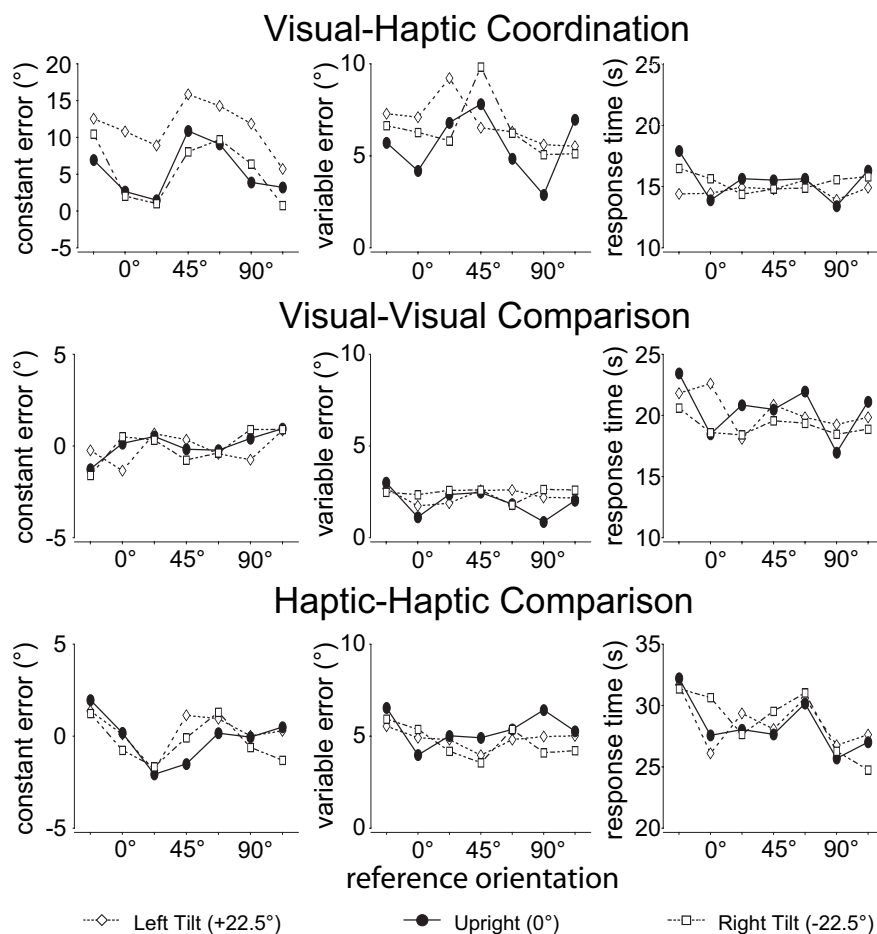 Visual-Haptic Coordination
constant error (°)
20
15
10
5
0
-5
0° 45° 90°
variable error (°)
10
5
0
0° 45° 90°
response time (s)
25
20
15
10
0° 45° 90°
Visual-Visual Comparison
constant error (°)
5
0
-5
0° 45° 90°
variable error (°)
10
5
0
0° 45° 90°
response time (s)
25
20
15
10
0° 45° 90°
Haptic-Haptic Comparison
constant error (°)
5
0
-5
0° 45° 90°
variable error (°)
10
5
0
0° 45° 90°
response time (s)
35
30
25
20
0° 45° 90°
reference orientation
Left Tilt (+22.5°) Upright (0°) Right Tilt (-22.5°)